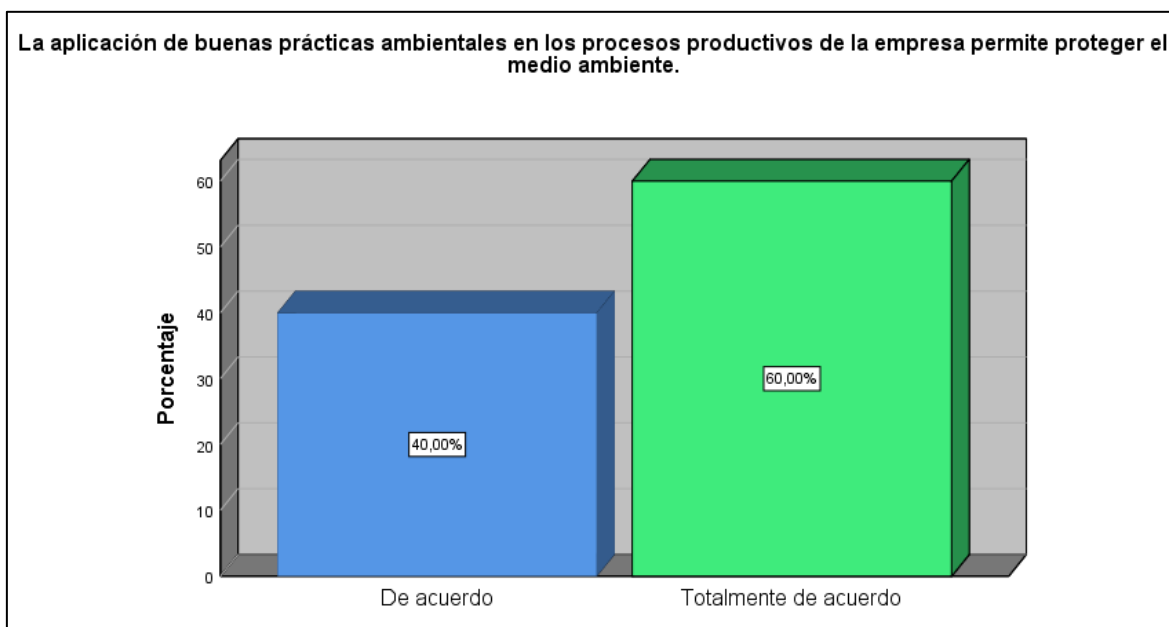 La aplicación de buenas prácticas ambientales en los procesos productivos de la empresa permite proteger el
medio ambiente.
60
50
40
30
20
10
0
Porcentaje
40,00%
60,00%
De acuerdo
Totalmente de acuerdo